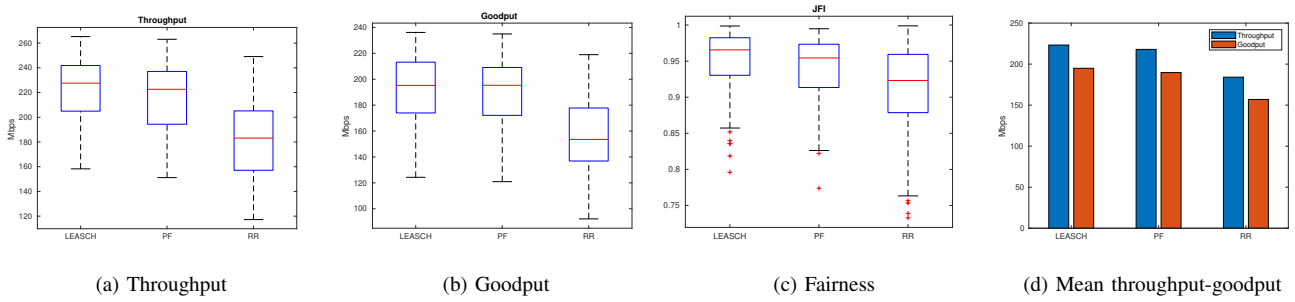 Throughput
Mbps
260
240
220
200
180
160
140
120
LEASCH PF RR
(a) Throughput
Goodput
240
220
200
180
160
140
120
100
LEASCH PF RR
(b) Goodput
JFI
1
0.95
0.9
0.85
0.8
0.75
LEASCH PF RR
(c) Fairness
Throughput
Goodput
Mbps
250
200
150
100
50
0
LEASCH PF RR
(d) Mean throughput-goodput